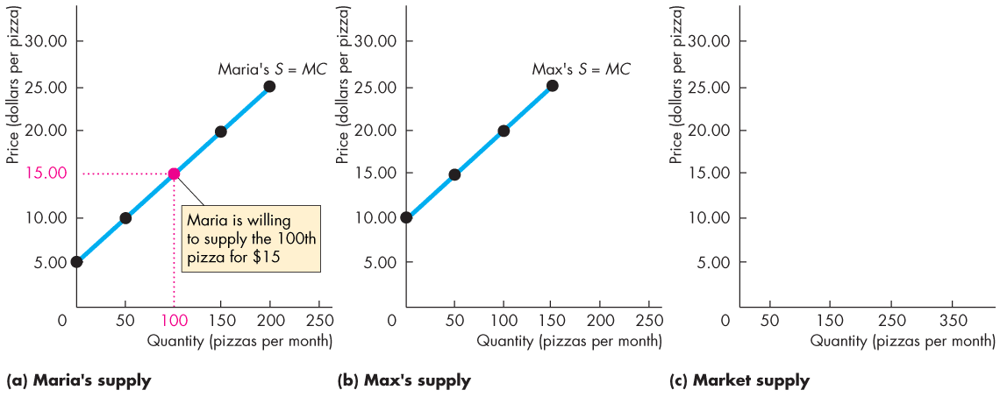 Price (dollars per pizza)
30.00
25.00
20.00
15.00
10.00
5.00
0
50
100
150
200
250
Quantity (pizzas per month)
Maria's S = MC
Maria is willing
to supply the 100th
pizza for $15
(a) Maria's supply
Price (dollars per pizza)
30.00
25.00
20.00
15.00
10.00
5.00
0
50
100
150
200
250
Quantity (pizzas per month)
Max's S = MC
(b) Max's supply
Price (dollars per pizza)
30.00
25.00
20.00
15.00
10.00
5.00
0
50
150
250
350
Quantity (pizzas per month)
(c) Market supply